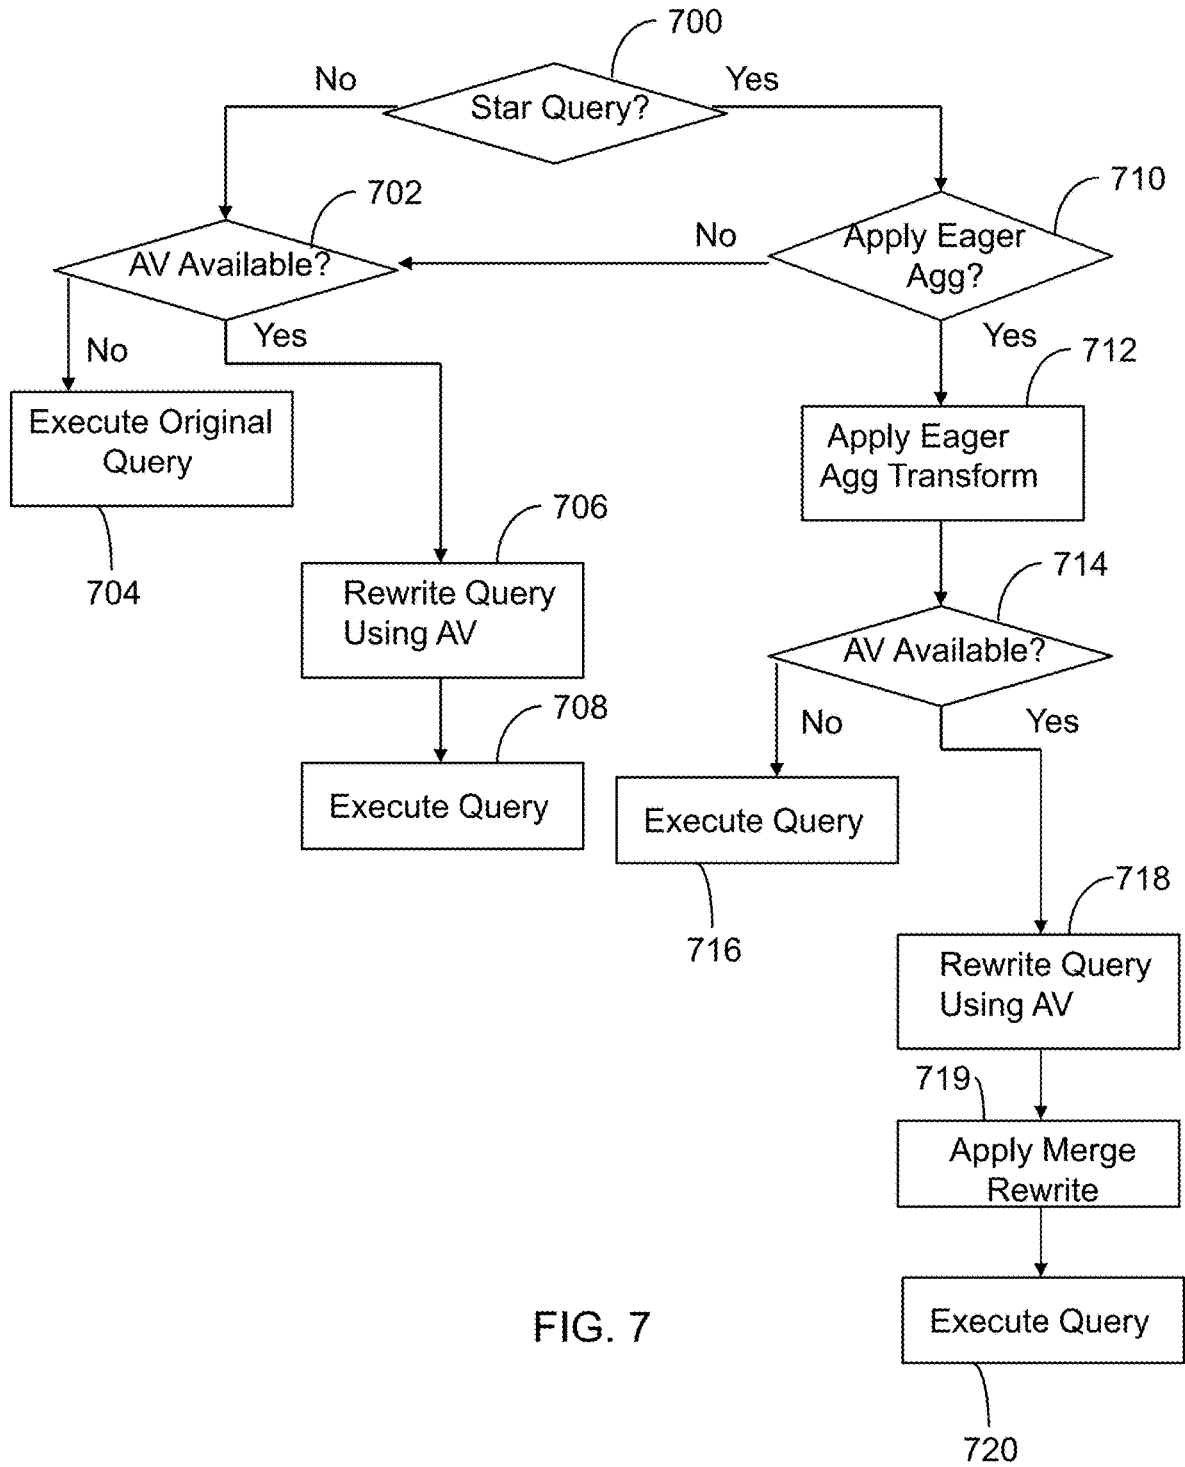 700
No
Star Query?
Yes
702
710
AV Available?
No
Apply Eager
Agg?
No
Yes
Yes
712
Execute Original
Query
Apply Eager
Agg Transform
704
706
714
Rewrite Query
Using AV
AV Available?
708
No
Yes
Execute Query
Execute Query
716
718
Rewrite Query
Using AV
719
Apply Merge
Rewrite
FIG. 7
Execute Query
720